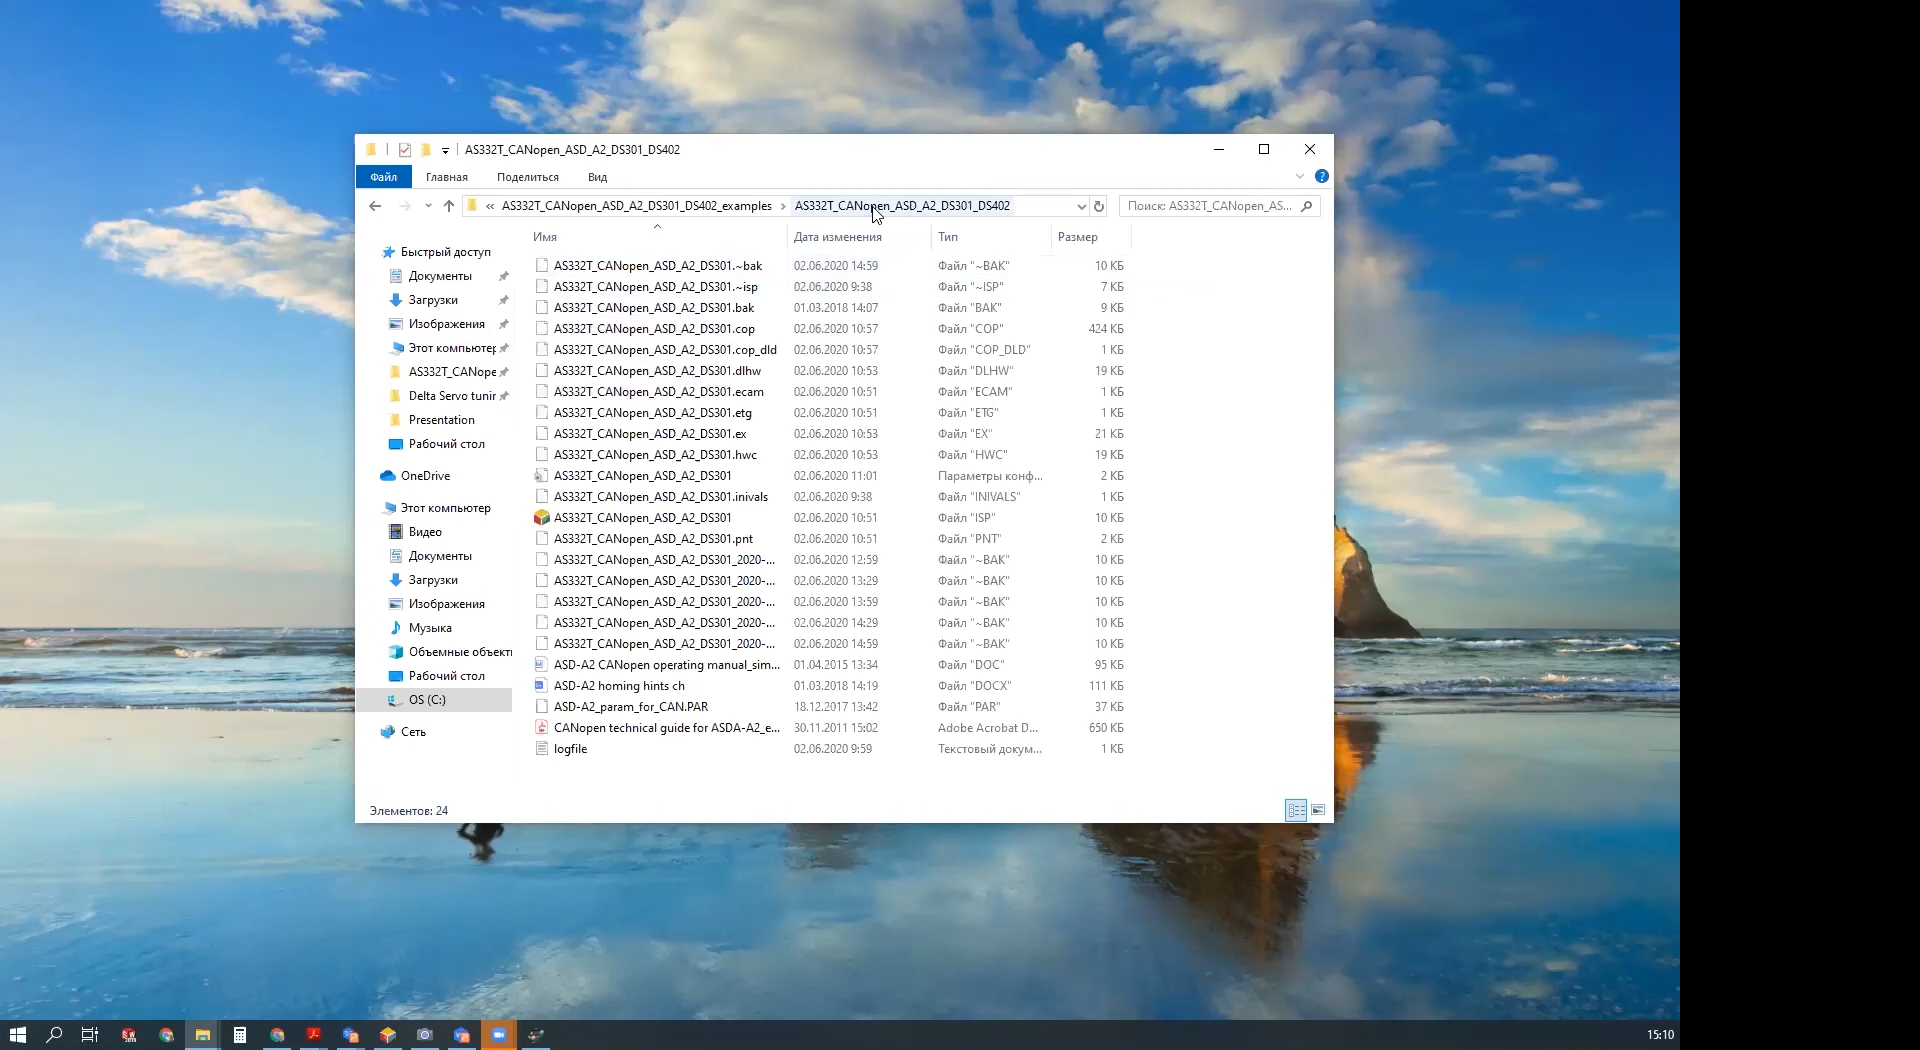 AS332T_CANopen_ASD_A2_DS301_DS402
Файл Главная Поделиться Вид
« AS332T_CANopen_ASD_A2_DS301_DS402_examples > AS332T_CANopen_ASD_A2_DS301_DS402
Поиск: AS332T_CANopen_AS...
Имя Дата изменения Тип Размер
Быстрый доступ
Документы
Загрузки
Изображения
Этот компьютер
AS332T_CANope
Delta Servo tunin
Presentation
Рабочий стол
OneDrive
Этот компьютер
Видео
Документы
Загрузки
Изображения
Музыка
Объемные объект
Рабочий стол
OS (C:)
Сеть
AS332T_CANopen_ASD_A2_DS301.~bak 02.06.2020 14:59 Файл "~BAK" 10 КБ
AS332T_CANopen_ASD_A2_DS301.~isp 02.06.2020 9:38 Файл "~ISP" 7 КБ
AS332T_CANopen_ASD_A2_DS301.bak 01.03.2018 14:07 Файл "BAK" 9 КБ
AS332T_CANopen_ASD_A2_DS301.cop 02.06.2020 10:57 Файл "COP" 424 КБ
AS332T_CANopen_ASD_A2_DS301.cop_dld 02.06.2020 10:57 Файл "COP_DLD" 1 КБ
AS332T_CANopen_ASD_A2_DS301.dlhw 02.06.2020 10:53 Файл "DLHW" 19 КБ
AS332T_CANopen_ASD_A2_DS301.ecam 02.06.2020 10:51 Файл "ECAM" 1 КБ
AS332T_CANopen_ASD_A2_DS301.etg 02.06.2020 10:51 Файл "ETG" 1 КБ
AS332T_CANopen_ASD_A2_DS301.ex 02.06.2020 10:53 Файл "EX" 21 КБ
AS332T_CANopen_ASD_A2_DS301.hwc 02.06.2020 10:53 Файл "HWC" 19 КБ
AS332T_CANopen_ASD_A2_DS301 02.06.2020 11:01 Параметры конф... 2 КБ
AS332T_CANopen_ASD_A2_DS301.inivals 02.06.2020 9:38 Файл "INIVALS" 1 КБ
AS332T_CANopen_ASD_A2_DS301 02.06.2020 10:51 Файл "ISP" 10 КБ
AS332T_CANopen_ASD_A2_DS301.pnt 02.06.2020 10:51 Файл "PNT" 2 КБ
AS332T_CANopen_ASD_A2_DS301_2020-... 02.06.2020 12:59 Файл "~BAK" 10 КБ
AS332T_CANopen_ASD_A2_DS301_2020-... 02.06.2020 13:29 Файл "~BAK" 10 КБ
AS332T_CANopen_ASD_A2_DS301_2020-... 02.06.2020 13:59 Файл "~BAK" 10 КБ
AS332T_CANopen_ASD_A2_DS301_2020-... 02.06.2020 14:29 Файл "~BAK" 10 КБ
AS332T_CANopen_ASD_A2_DS301_2020-... 02.06.2020 14:59 Файл "~BAK" 10 КБ
ASD-A2 CANopen operating manual_sim... 01.04.2015 13:34 Файл "DOC" 95 КБ
ASD-A2 homing hints ch 01.03.2018 14:19 Файл "DOCX" 111 КБ
ASD-A2_param_for_CAN.PAR 18.12.2017 13:42 Файл "PAR" 37 КБ
CANopen technical guide for ASDA-A2_e... 30.11.2011 15:02 Adobe Acrobat D... 650 КБ
logfile 02.06.2020 9:59 Текстовый докум... 1 КБ
Элементов: 24
15:10